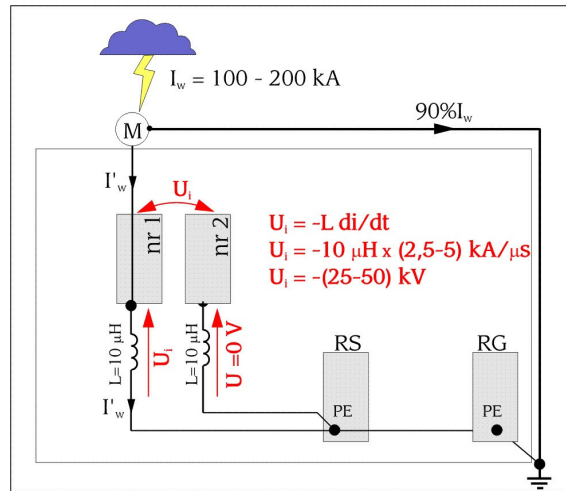 I_w = 100 - 200 kA
M
90%I_w
I'_w
U_i
nr 1
nr 2
U_i = -L di/dt
U_i = -10 µH x (2,5-5) kA/µs
U_i = -(25-50) kV
L=10 µH
U_i
L=10 µH
U =0 V
RS
RG
I'_w
PE
PE